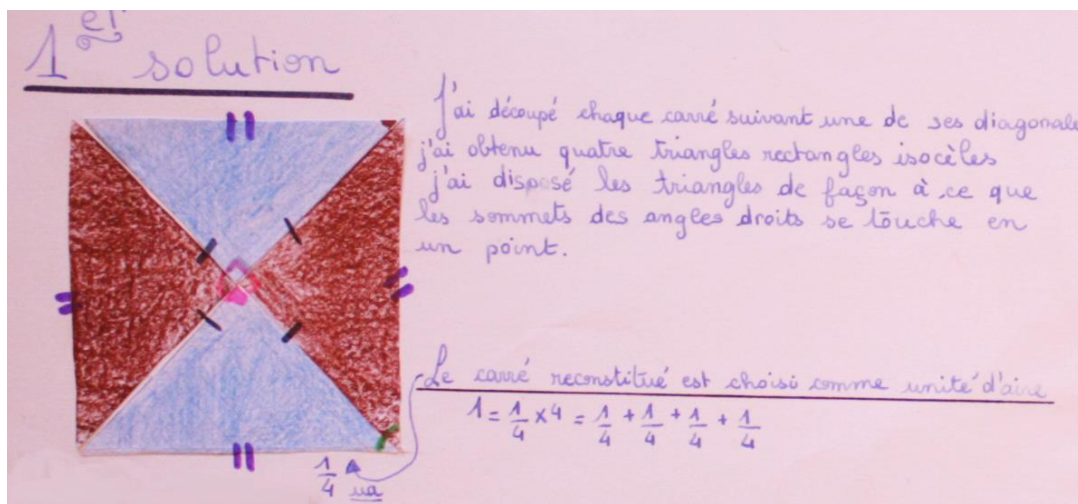 1er solution
J'ai découpé chaque carré suivant une de ses diagonale
j'ai obtenu quatre triangles rectangles isocèles
j'ai disposé les triangles de façon à ce que
les sommets des angles droits se touche en
un point.
Le carré reconstitué est choisi comme unité d'aire
1 = 1/4 x 4 = 1/4 + 1/4 + 1/4 + 1/4
1/4 ua